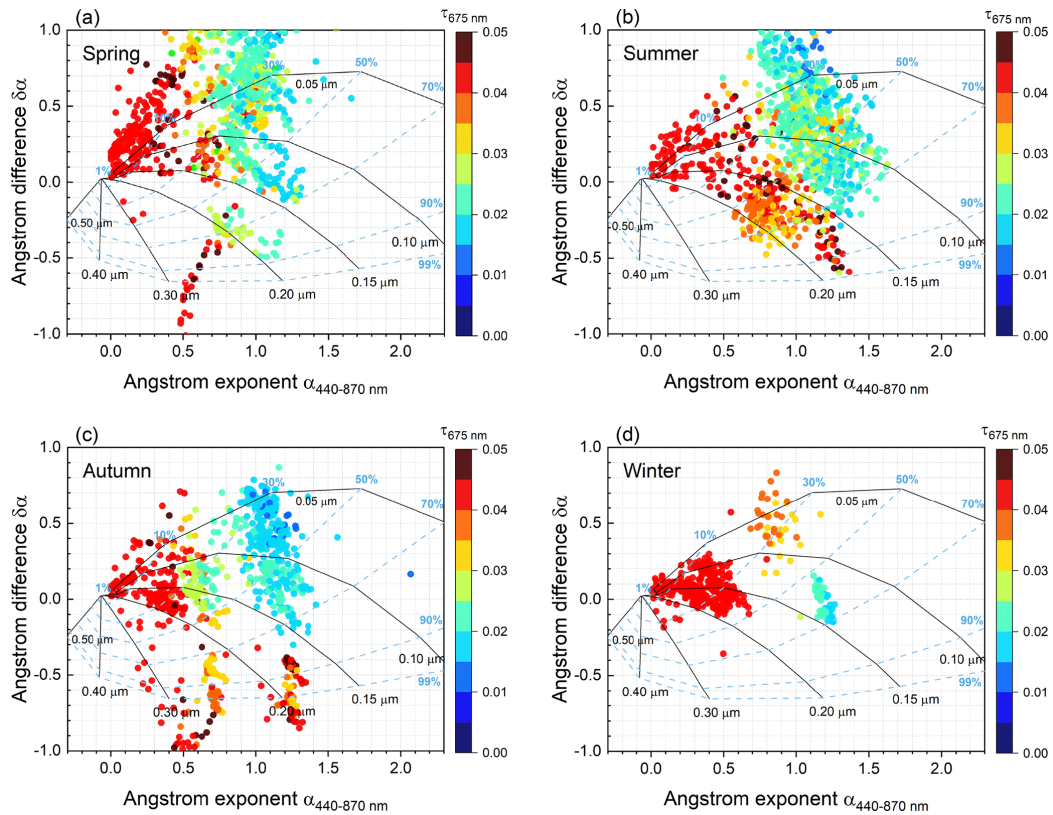 (a)
τ675 nm
Spring
1.0
0.5
0.0
-0.5
-1.0
Angstrom difference δα
0.0 0.5 1.0 1.5 2.0
Angstrom exponent α440-870 nm
1%
30%
50%
70%
90%
99%
0.05 μm
0.10 μm
0.15 μm
0.20 μm
0.30 μm
0.40 μm
0.50 μm
0.05
0.04
0.03
0.02
0.01
0.00
(b)
τ675 nm
Summer
1.0
0.5
0.0
-0.5
-1.0
Angstrom difference δα
0.0 0.5 1.0 1.5 2.0
Angstrom exponent α440-870 nm
1%
10%
30%
50%
70%
90%
99%
0.05 μm
0.10 μm
0.15 μm
0.20 μm
0.30 μm
0.40 μm
0.50 μm
0.05
0.04
0.03
0.02
0.01
0.00
(c)
τ675 nm
Autumn
1.0
0.5
0.0
-0.5
-1.0
Angstrom difference δα
0.0 0.5 1.0 1.5 2.0
Angstrom exponent α440-870 nm
1%
10%
30%
50%
70%
90%
99%
0.05 μm
0.10 μm
0.15 μm
0.20 μm
0.30 μm
0.40 μm
0.50 μm
0.05
0.04
0.03
0.02
0.01
0.00
(d)
τ675 nm
Winter
1.0
0.5
0.0
-0.5
-1.0
Angstrom difference δα
0.0 0.5 1.0 1.5 2.0
Angstrom exponent α440-870 nm
1%
10%
30%
50%
70%
90%
99%
0.05 μm
0.10 μm
0.15 μm
0.20 μm
0.30 μm
0.40 μm
0.50 μm
0.05
0.04
0.03
0.02
0.01
0.00